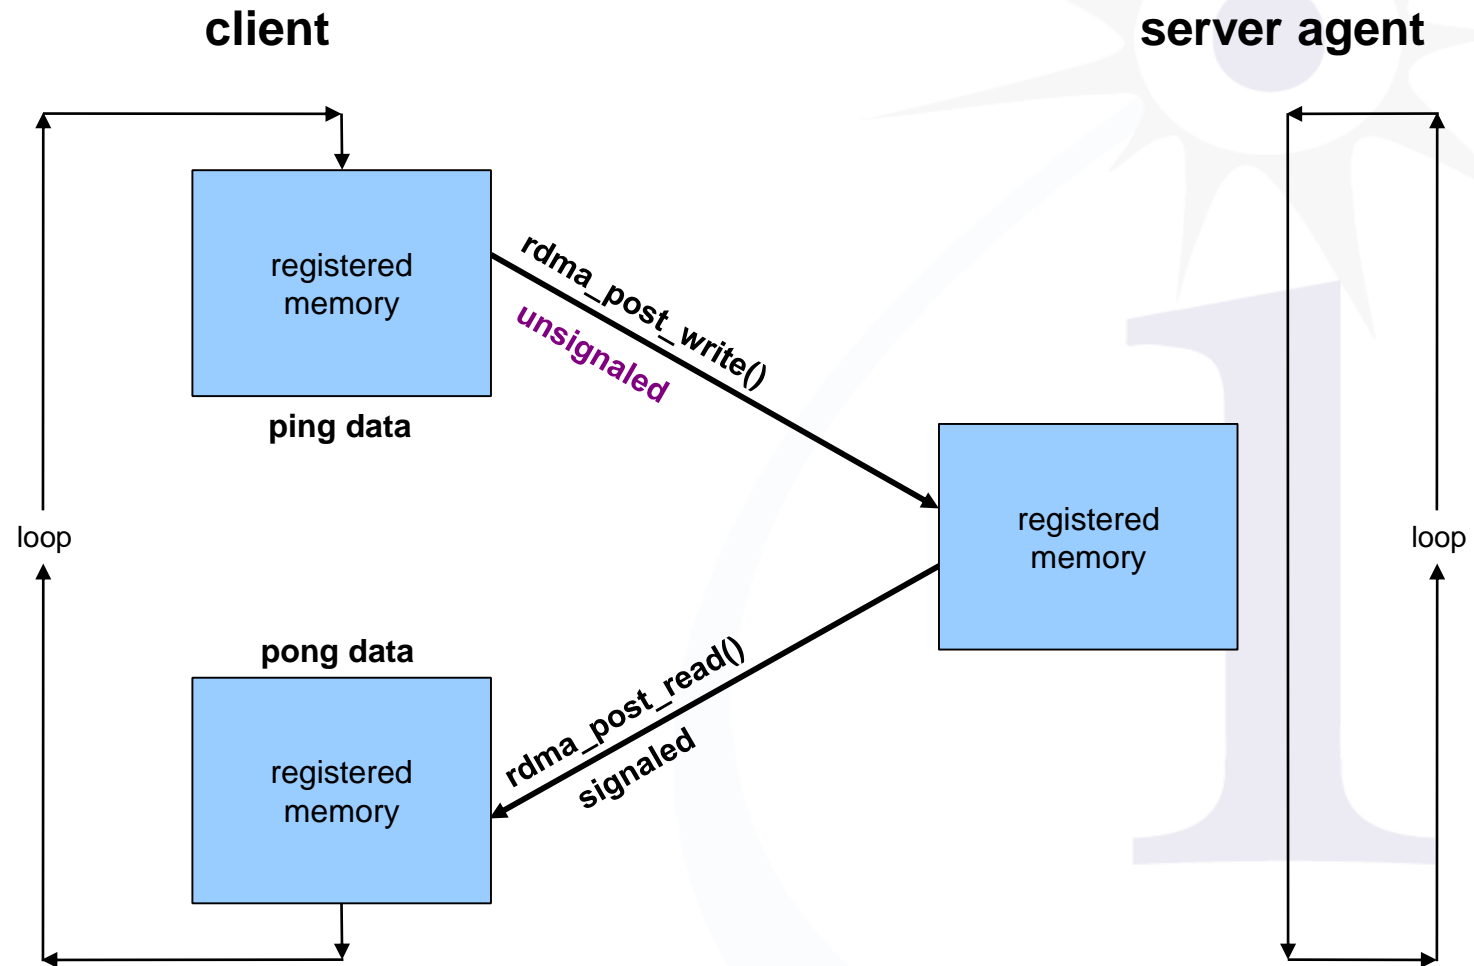 client
server agent
registered
memory
rdma_post_write()
unsignaled
ping data
registered
memory
loop
loop
pong data
rdma_post_read()
signaled
registered
memory